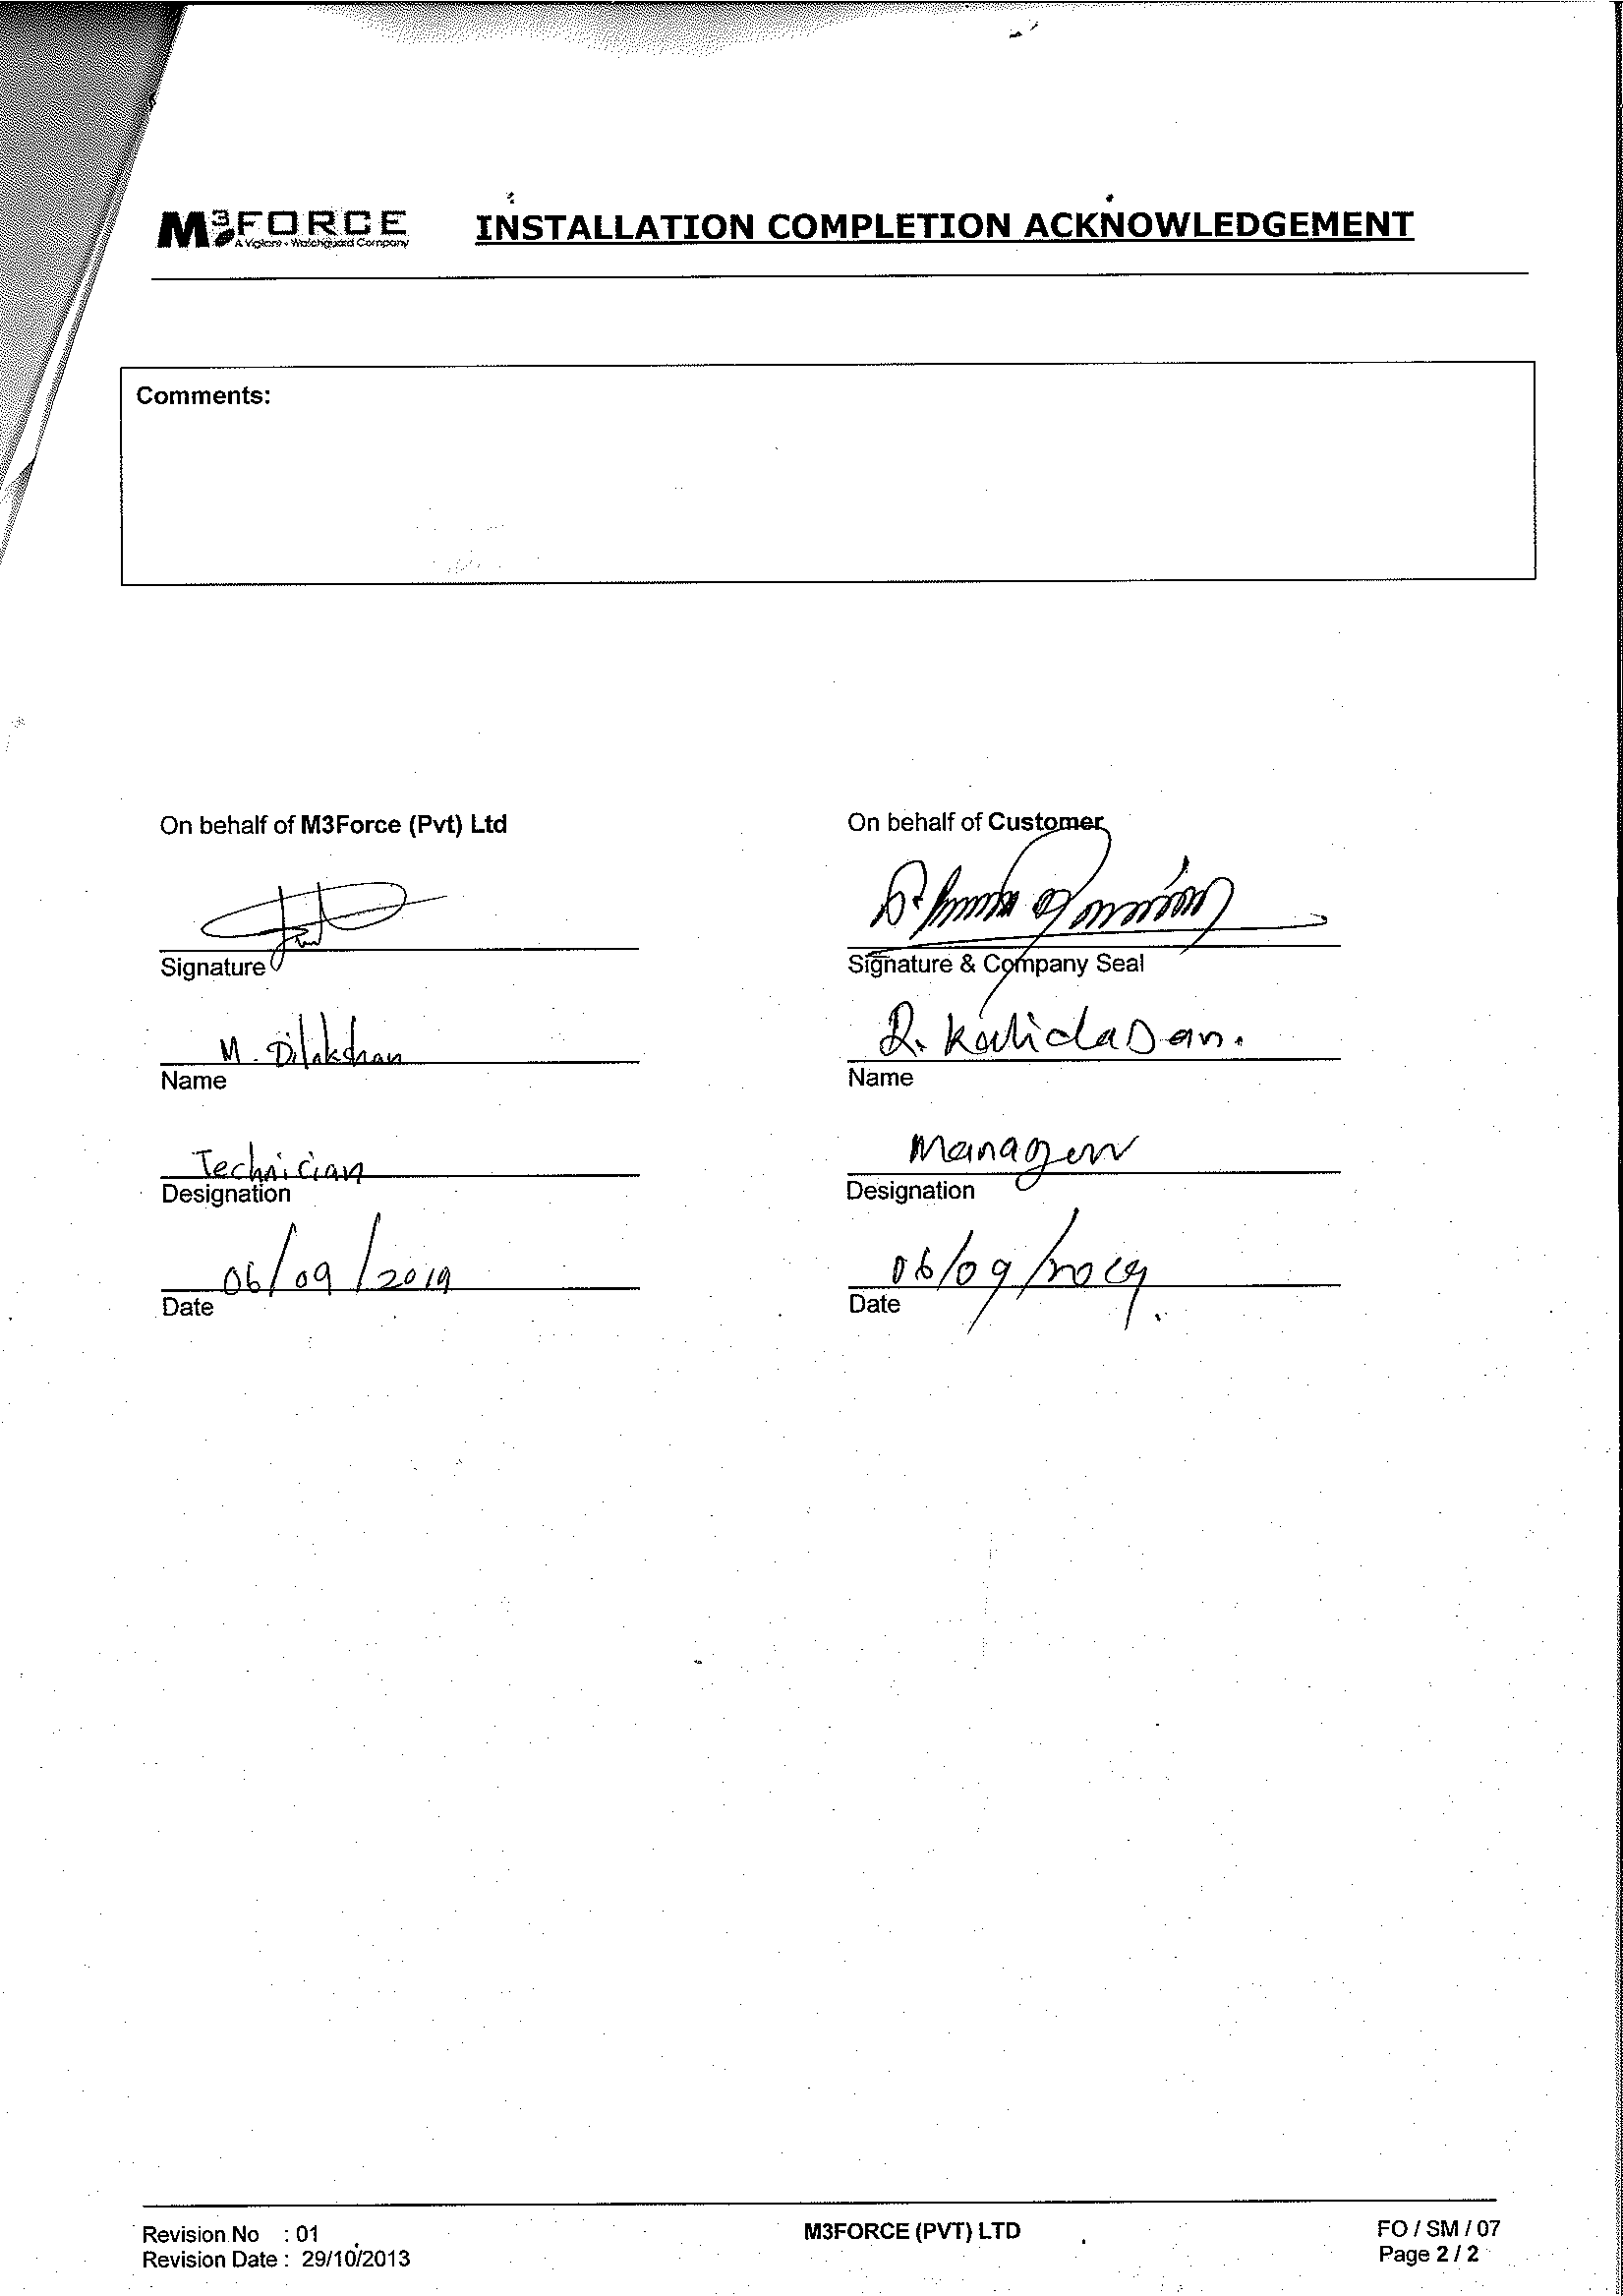 M3FORCE INSTALLATION COMPLETION ACKNOWLEDGEMENT
A Vigilant - Watchguard Company
Comments:
On behalf of M3Force (Pvt) Ltd On behalf of Customer
Signature Signature & Company Seal
M. Dilakshan R. Kalidasan.
Name Name
Technician Manager
Designation Designation
06/09/2019 06/09/2019.
Date Date
Revision No : 01 M3FORCE (PVT) LTD FO / SM / 07
Revision Date : 29/10/2013 Page 2 / 2